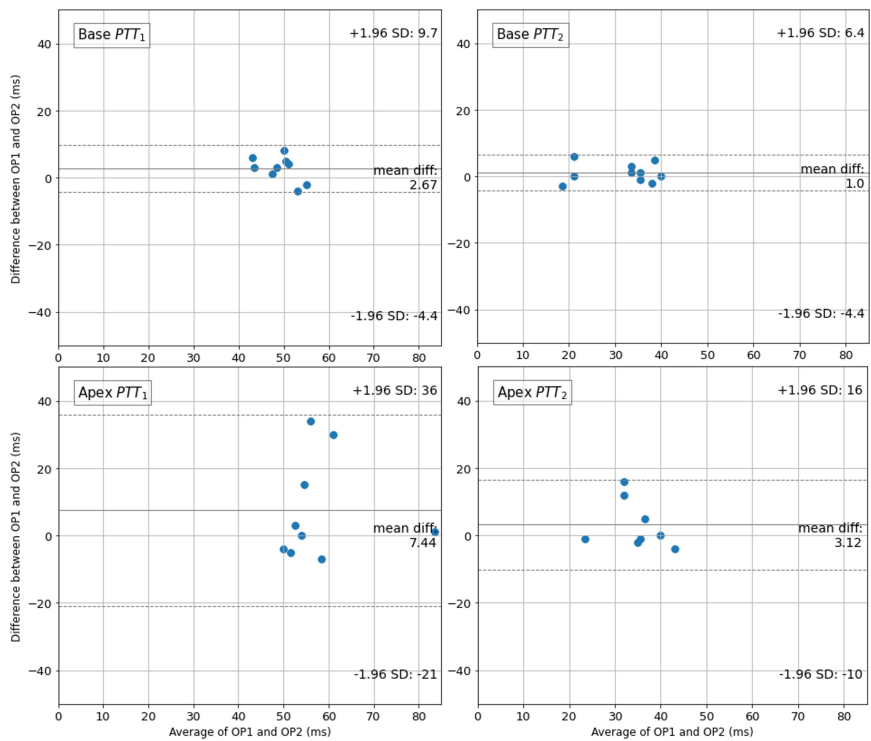 Base PTT₁
+1.96 SD: 9.7
40
20
0
−20
−40
mean diff:
2.67
-1.96 SD: -4.4
0 10 20 30 40 50 60 70 80
Difference between OP1 and OP2 (ms)
Base PTT₂
+1.96 SD: 6.4
40
20
0
−20
−40
mean diff:
1.0
-1.96 SD: -4.4
0 10 20 30 40 50 60 70 80
Apex PTT₁
+1.96 SD: 36
40
20
0
−20
−40
mean diff:
7.44
-1.96 SD: -21
0 10 20 30 40 50 60 70 80
Difference between OP1 and OP2 (ms)
Average of OP1 and OP2 (ms)
Apex PTT₂
+1.96 SD: 16
40
20
0
−20
−40
mean diff:
3.12
-1.96 SD: -10
0 10 20 30 40 50 60 70 80
Average of OP1 and OP2 (ms)